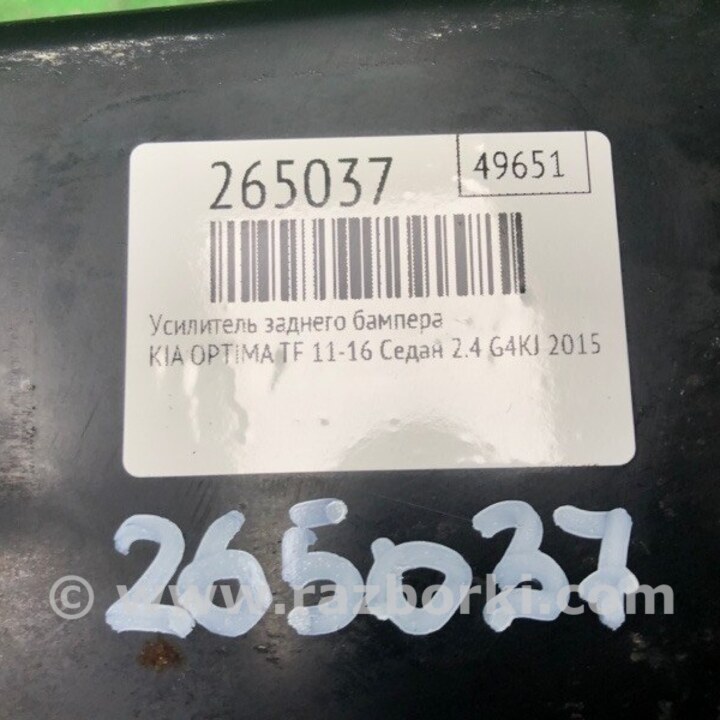 265037
49651
Усилитель заднего бампера
KIA OPTIMA TF 11-16 Седан 2.4 G4KJ 2015
265037
© www.razborki.com